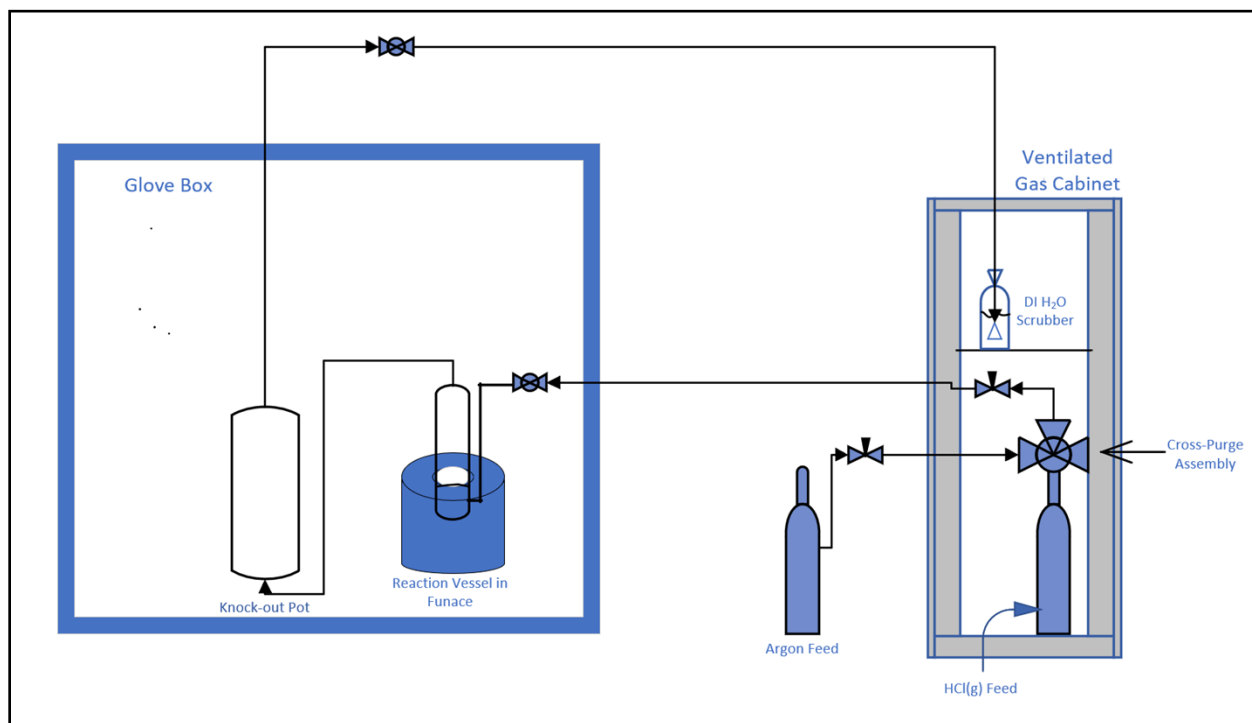 Glove Box
Ventilated
Gas Cabinet
DI H₂O
Scrubber
Cross-Purge
Assembly
Reaction Vessel in
Funace
Knock-out Pot
Argon Feed
HCl(g) Feed